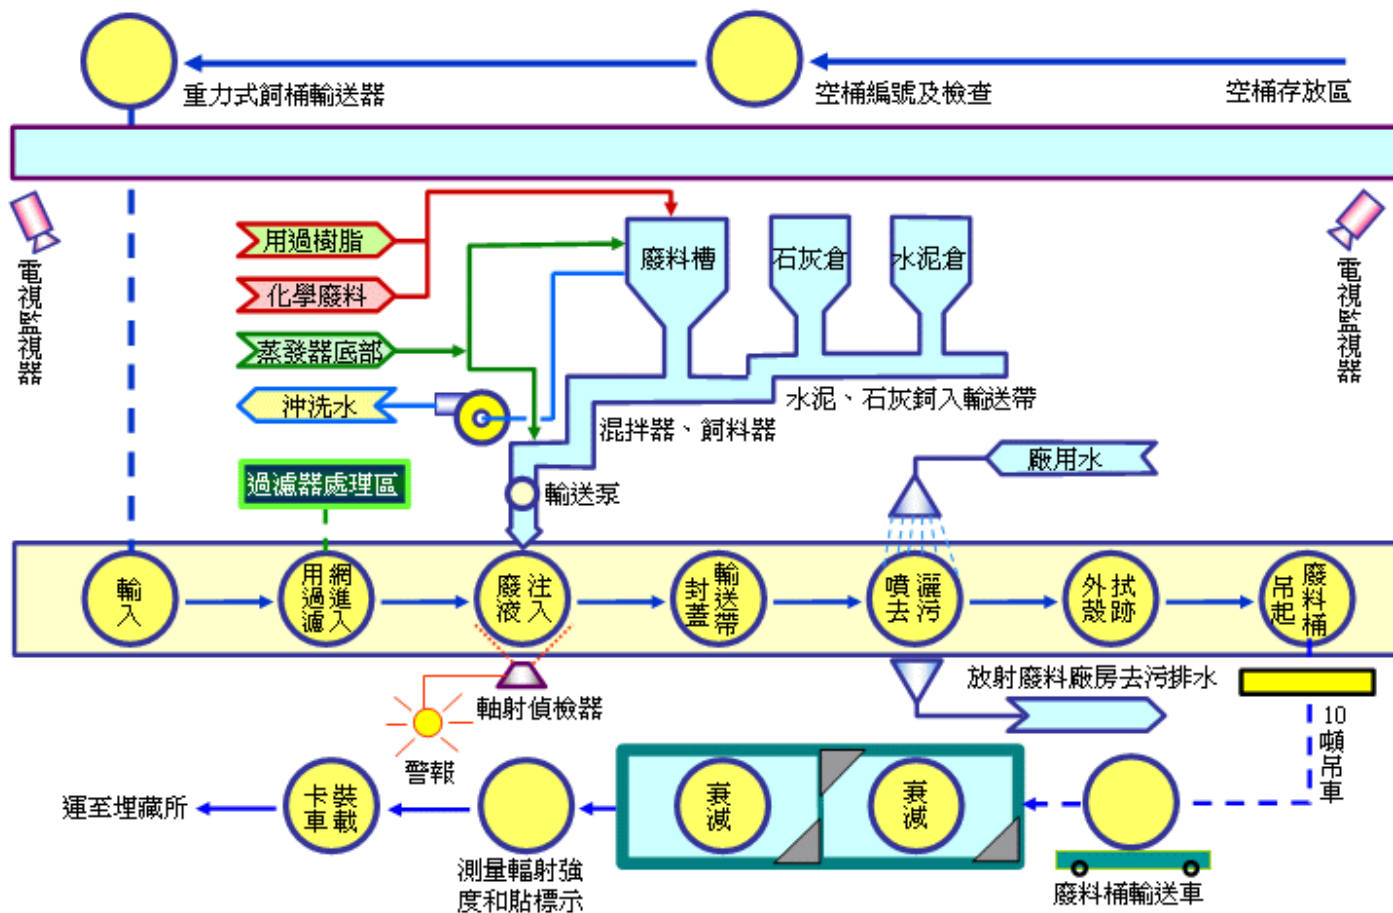 重力式飼桶輸送器
空桶編號及檢查
空桶存放區
電視監視器
電視監視器
用過樹脂
化學廢料
蒸發器底部
沖洗水
廢料槽
石灰倉
水泥倉
水泥、石灰鈳入輸送帶
混拌器、飼料器
過濾器處理區
輸送泵
廠用水
輸入
用過濾
網進入
廢液
注入
封蓋
輸送帶
噴去
灑污
外殼
拭跡
吊起
廢料桶
軸射偵檢器
警報
放射廢料廠房去污排水
10噸吊車
運至埋藏所
卡車
裝載
測量輻射強
度和貼標示
衰減
衰減
廢料桶輸送車